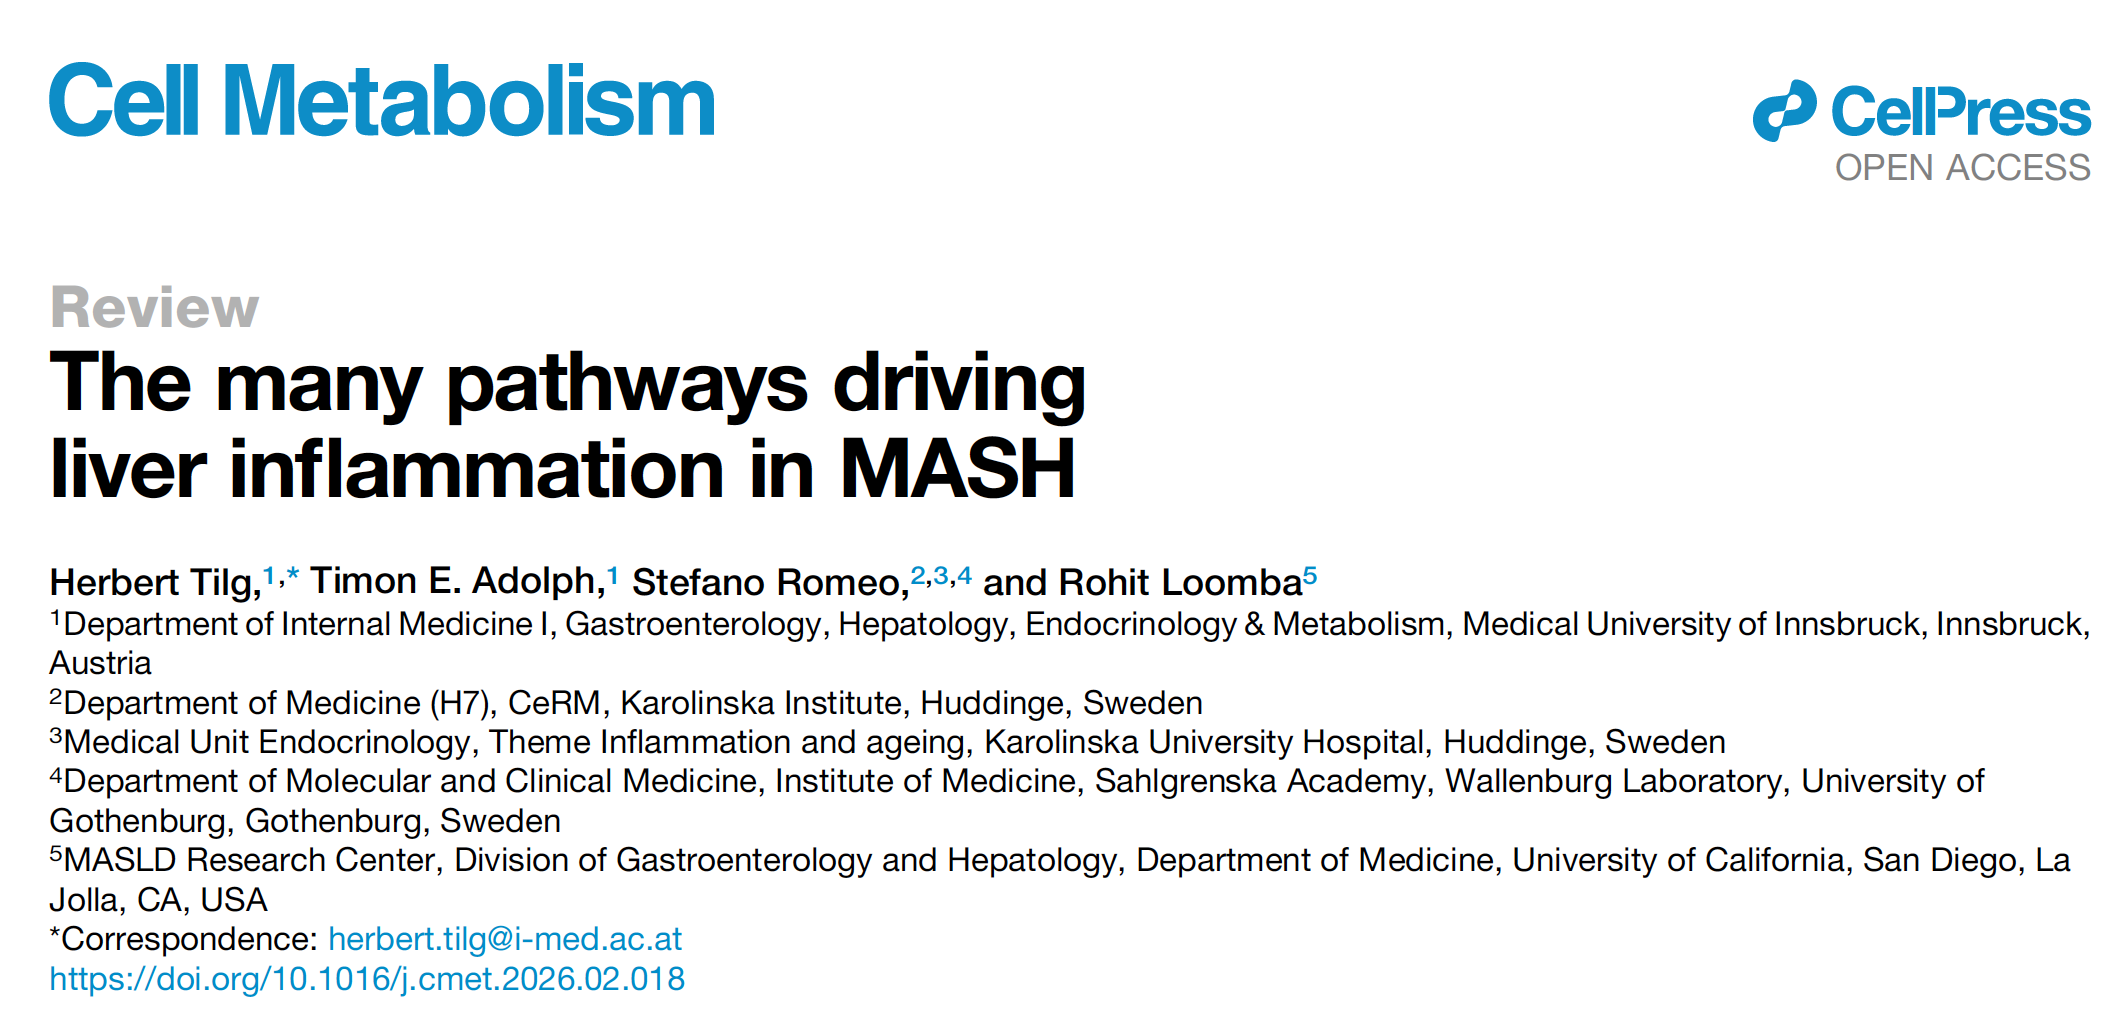 Cell Metabolism
CellPress
OPEN ACCESS
Review
The many pathways driving
liver inflammation in MASH
Herbert Tilg,1,* Timon E. Adolph,1 Stefano Romeo,2,3,4 and Rohit Loomba5
1Department of Internal Medicine I, Gastroenterology, Hepatology, Endocrinology & Metabolism, Medical University of Innsbruck, Innsbruck,
Austria
2Department of Medicine (H7), CeRM, Karolinska Institute, Huddinge, Sweden
3Medical Unit Endocrinology, Theme Inflammation and ageing, Karolinska University Hospital, Huddinge, Sweden
4Department of Molecular and Clinical Medicine, Institute of Medicine, Sahlgrenska Academy, Wallenburg Laboratory, University of
Gothenburg, Gothenburg, Sweden
5MASLD Research Center, Division of Gastroenterology and Hepatology, Department of Medicine, University of California, San Diego, La
Jolla, CA, USA
*Correspondence: herbert.tilg@i-med.ac.at
https://doi.org/10.1016/j.cmet.2026.02.018